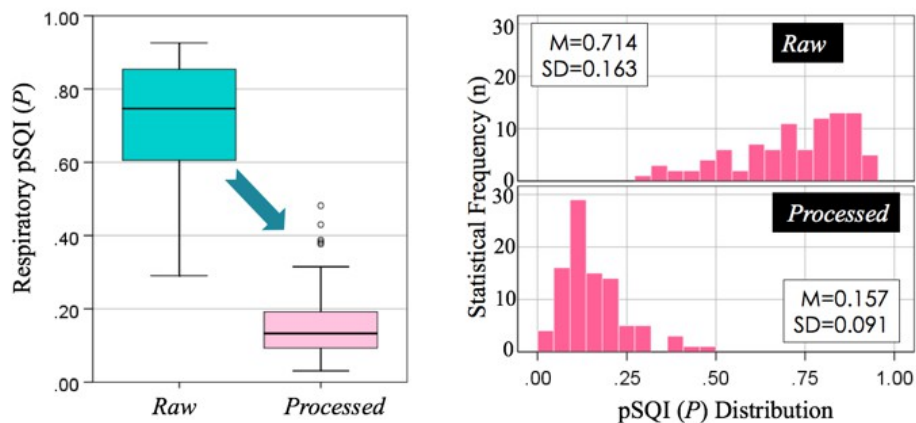 Respiratory pSQI (P)
1.00
.80
.60
.40
.20
.00
Raw
Processed
Statistical Frequency (n)
30
20
10
0
M=0.714
SD=0.163
Raw
30
20
10
0
Processed
M=0.157
SD=0.091
.00
.25
.50
.75
1.00
pSQI (P) Distribution